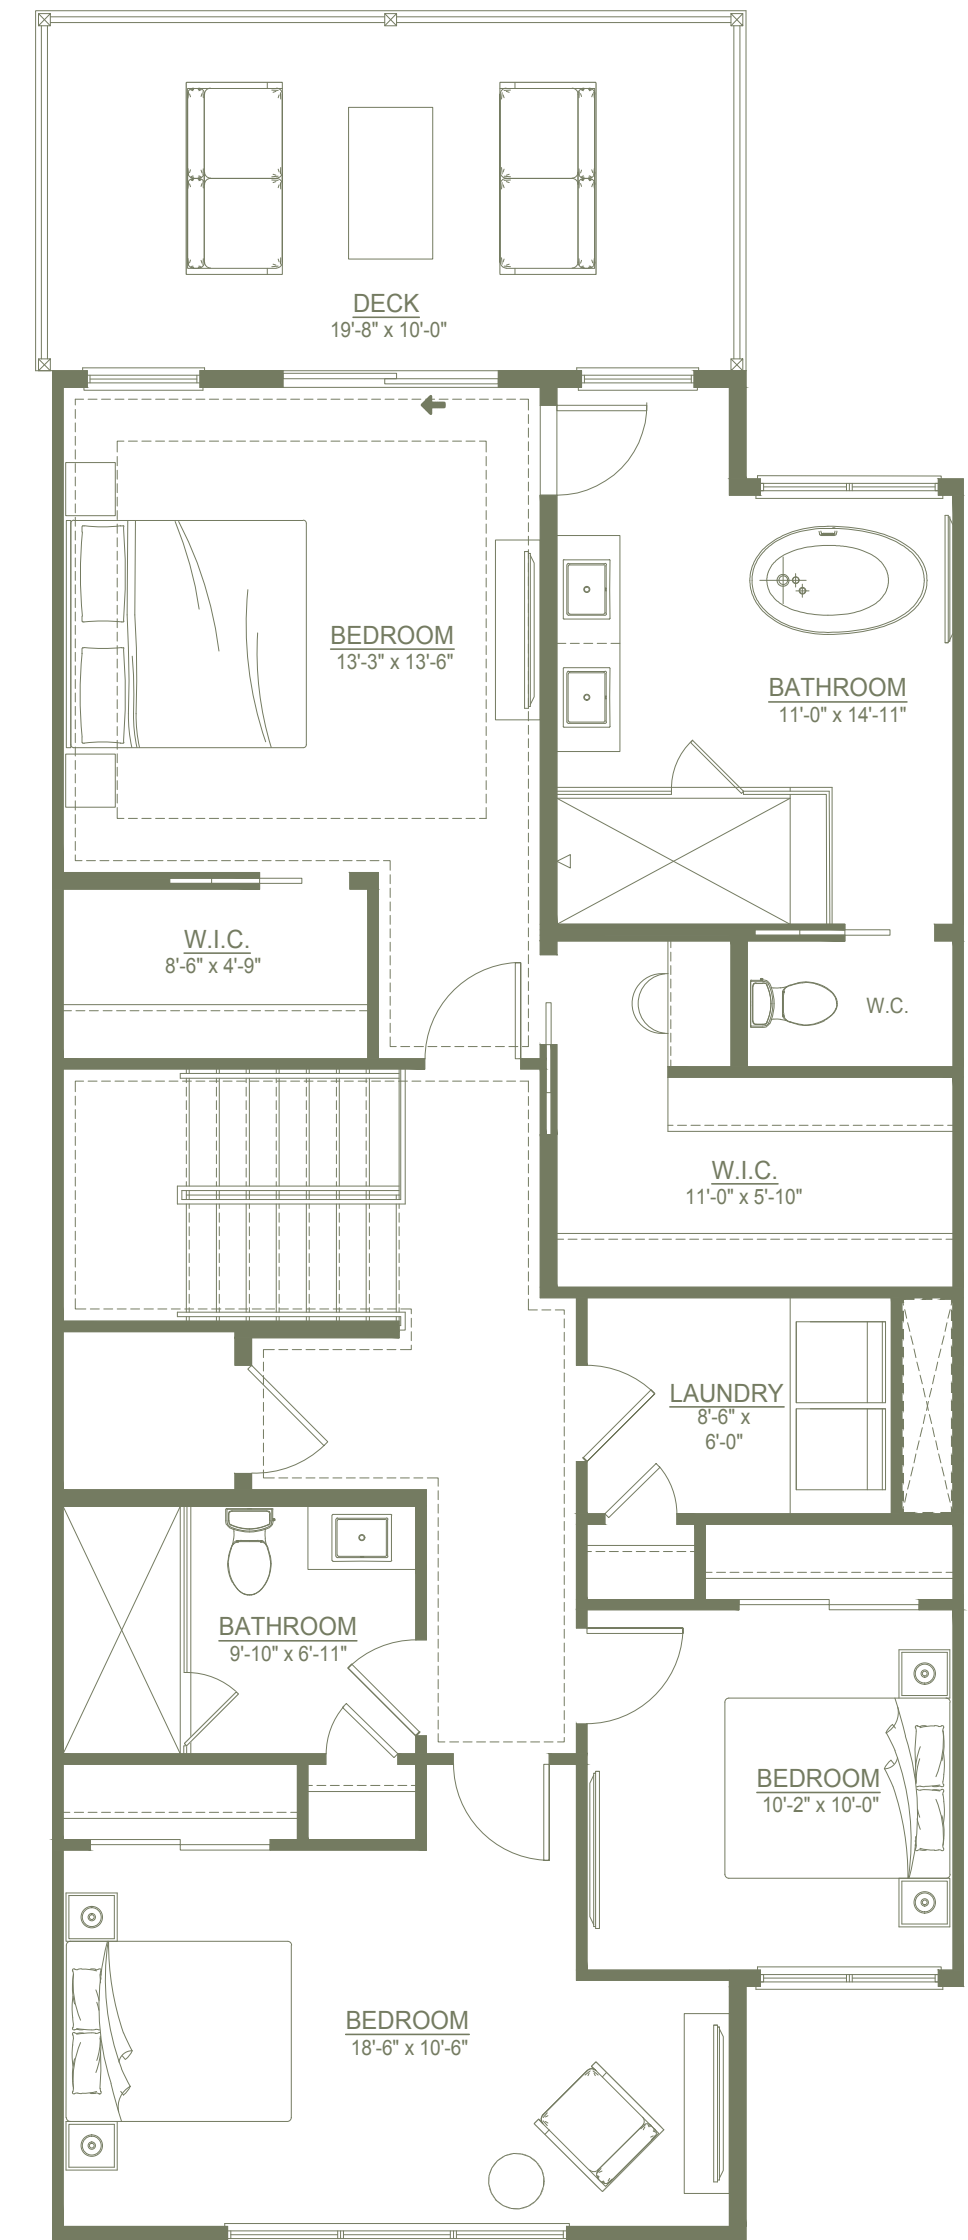 DECK
19'-8" x 10'-0"
BEDROOM
13'-3" x 13'-6"
BATHROOM
11'-0" x 14'-11"
W.I.C.
8'-6" x 4'-9"
W.C.
W.I.C.
11'-0" x 5'-10"
LAUNDRY
8'-6" x
6'-0"
BATHROOM
9'-10" x 6'-11"
BEDROOM
10'-2" x 10'-0"
BEDROOM
18'-6" x 10'-6"